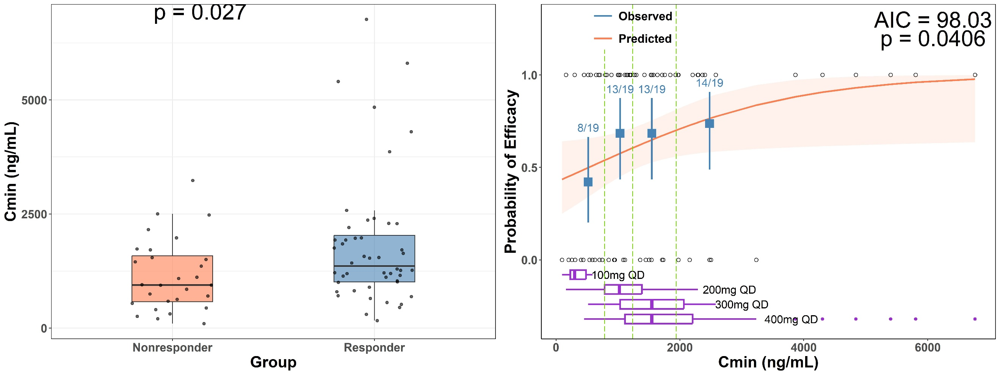 p = 0.027
Cmin (ng/mL)
5000
2500
0
Nonresponder
Responder
Group
Observed
Predicted
AIC = 98.03
p = 0.0406
Probability of Efficacy
1.0
0.5
0.0
8/19
13/19
13/19
14/19
100mg QD
200mg QD
300mg QD
400mg QD
0
2000
4000
6000
Cmin (ng/mL)